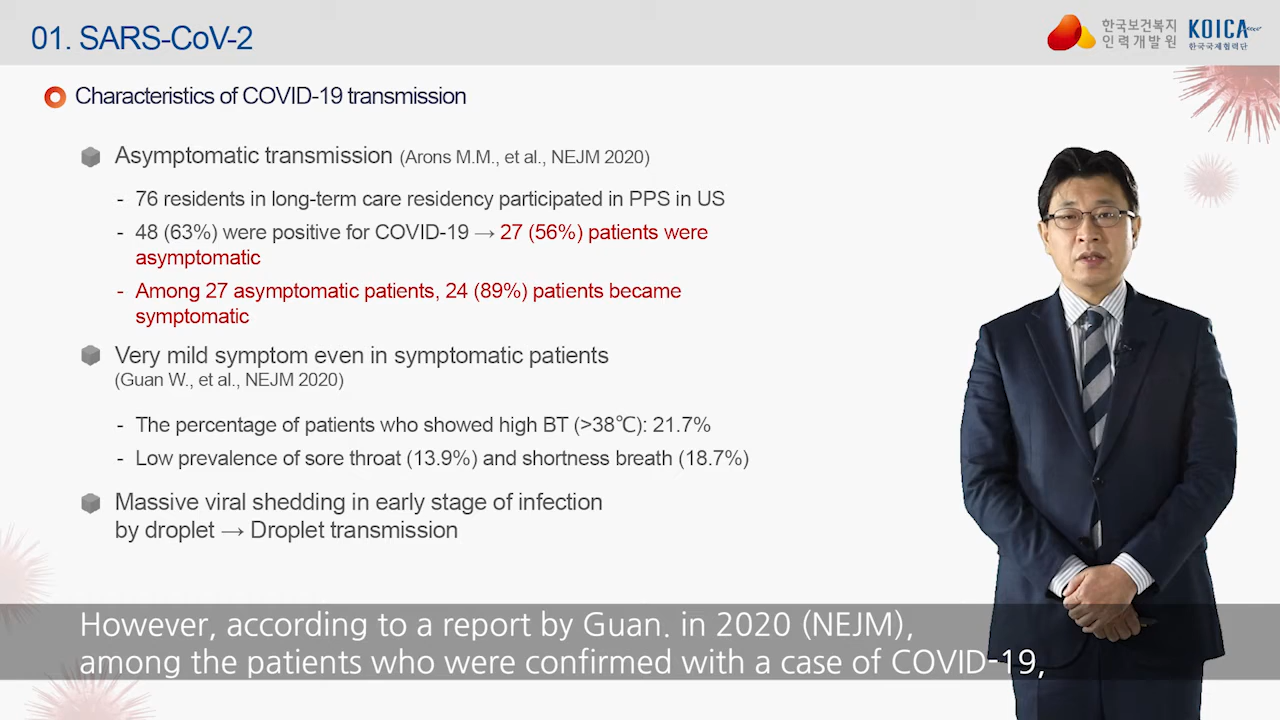 01. SARS-CoV-2
한국보건복지
인력개발원
KOICA
한국국제협력단
Characteristics of COVID-19 transmission
Asymptomatic transmission (Arons M.M., et al., NEJM 2020)
- 76 residents in long-term care residency participated in PPS in US
- 48 (63%) were positive for COVID-19 → 27 (56%) patients were
asymptomatic
- Among 27 asymptomatic patients, 24 (89%) patients became
symptomatic
Very mild symptom even in symptomatic patients
(Guan W., et al., NEJM 2020)
- The percentage of patients who showed high BT (>38℃): 21.7%
- Low prevalence of sore throat (13.9%) and shortness breath (18.7%)
Massive viral shedding in early stage of infection
by droplet → Droplet transmission
However, according to a report by Guan. in 2020 (NEJM),
among the patients who were confirmed with a case of COVID-19,